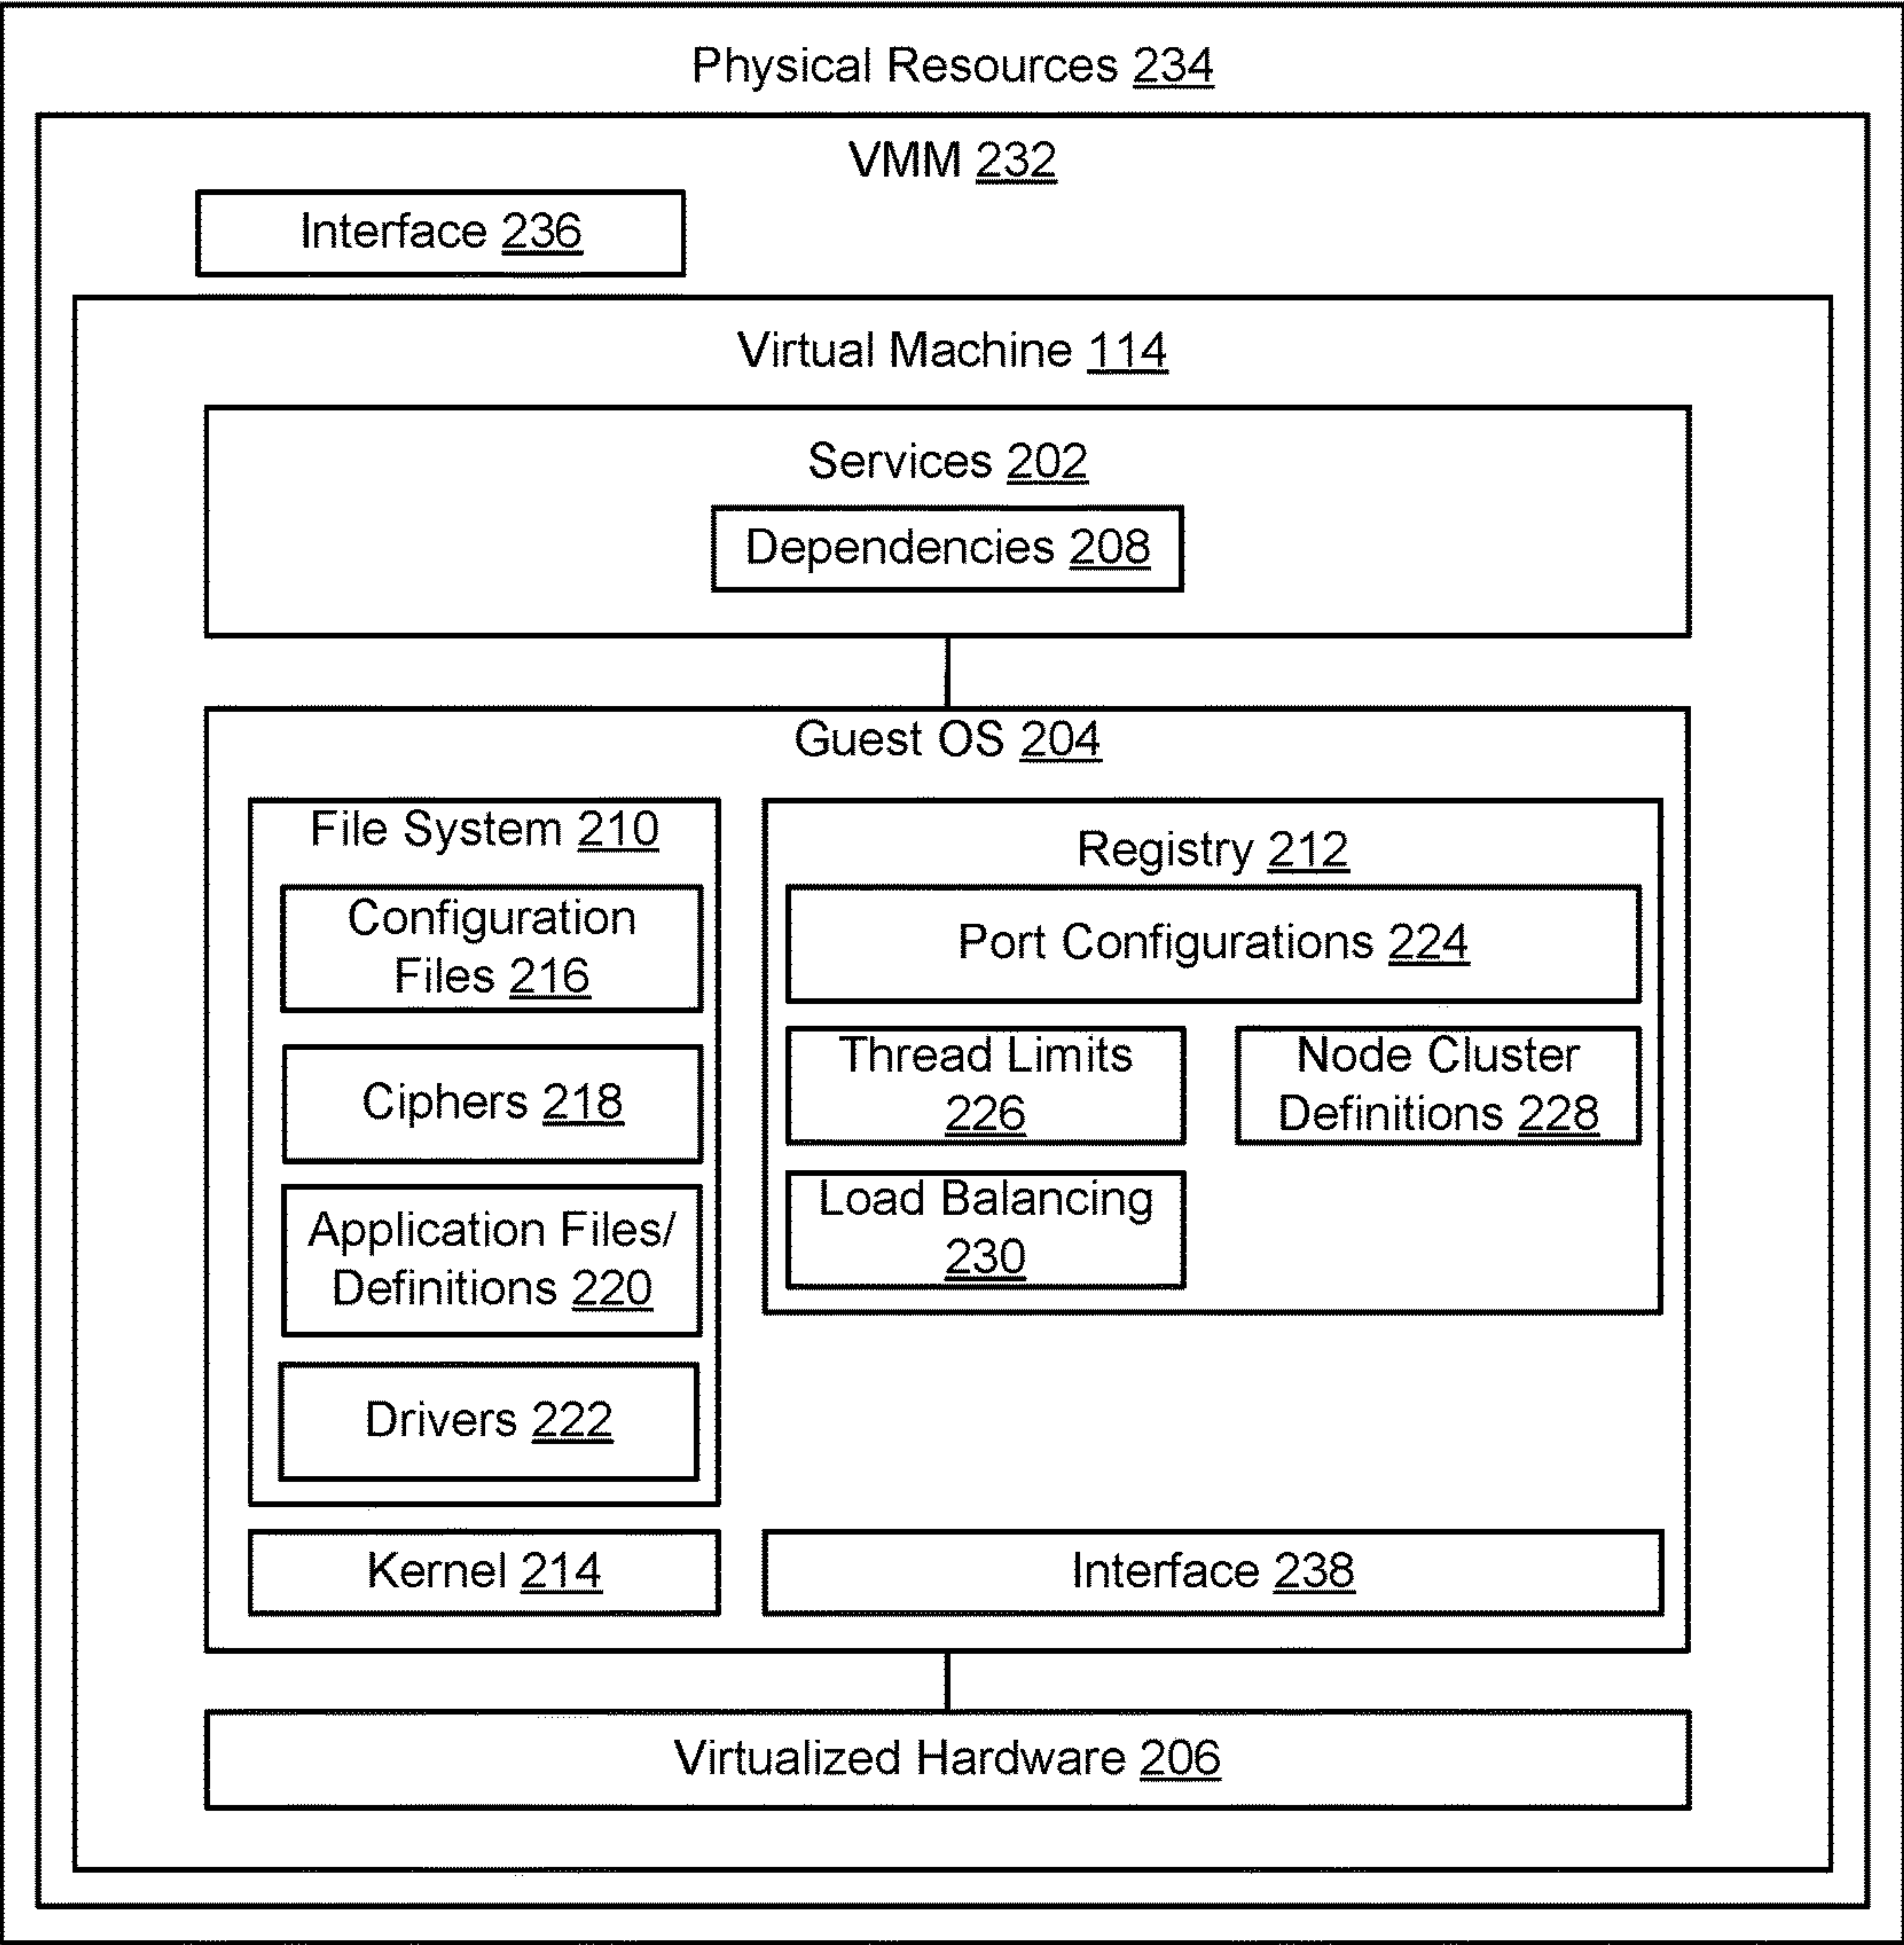 Physical Resources 234
VMM 232
Interface 236
Virtual Machine 114
Services 202
Dependencies 208
Guest OS 204
File System 210
Configuration
Files 216
Ciphers 218
Application Files/
Definitions 220
Drivers 222
Registry 212
Port Configurations 224
Thread Limits
226
Node Cluster
Definitions 228
Load Balancing
230
Kernel 214
Interface 238
Virtualized Hardware 206